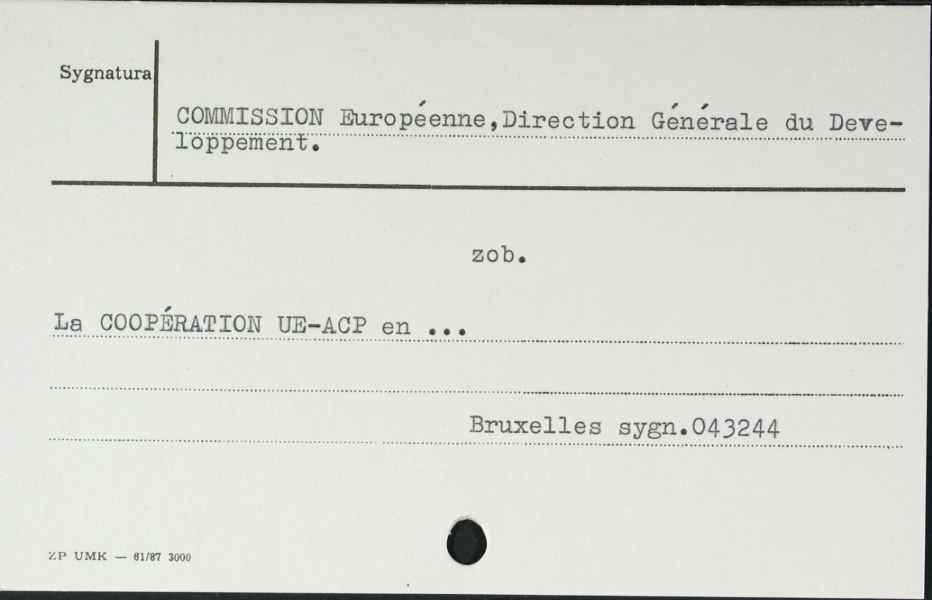 Sygnatura
COMMISSION Européenne,Direction Générale du Deve-
loppement.
zob.
La COOPÉRATION UE-ACP en ...
Bruxelles sygn.043244
ZP UMK — 61/87 3000